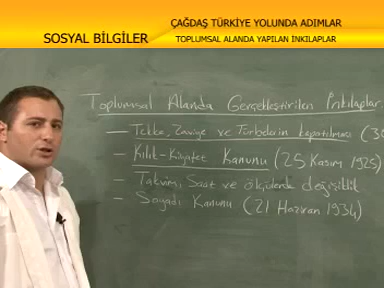 ÇAĞDAŞ TÜRKİYE YOLUNDA ADIMLAR
SOSYAL BİLGİLER
TOPLUMSAL ALANDA YAPILAN İNKILAPLAR
Toplumsal Alanda Gerçekleştirilen İnkılaplar
— Tekke, Zaviye ve Türbelerin kapatılması (30
— Kılık-Kıyafet Kanunu (25 Kasım 1925)
— Takvim, Saat ve ölçülerde değişiklik
— Soyadı Kanunu (21 Haziran 1934)